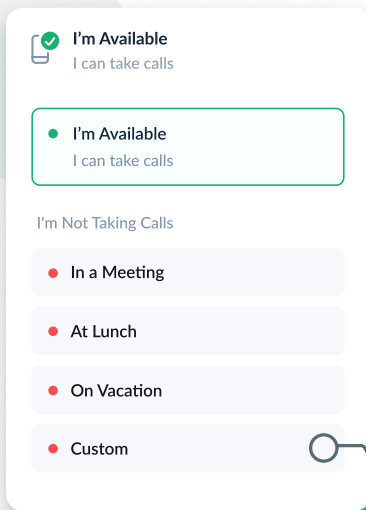 I’m Available
I can take calls
I’m Available
I can take calls
I'm Not Taking Calls
In a Meeting
At Lunch
On Vacation
Custom